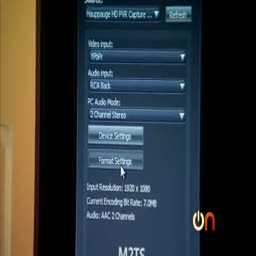 Source:
Hauppauge HD PVR Capture ...
Refresh
Video input:
YPbPr
Audio input:
RCA Back
PC Audio Mode:
2 Channel Stereo
Device Settings
Format Settings
Input Resolution: 1920 x 1080
Current Encoding Bit Rate: 7.0MB
Audio: AAC 2 Channels
M2TS
ON